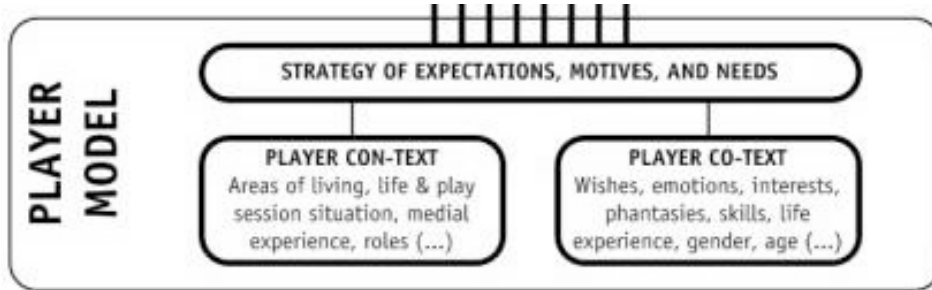 PLAYER
MODEL
STRATEGY OF EXPECTATIONS, MOTIVES, AND NEEDS
PLAYER CON-TEXT
Areas of living, life & play
session situation, medial
experience, roles (...)
PLAYER CO-TEXT
Wishes, emotions, interests,
phantasies, skills, life
experience, gender, age (...)